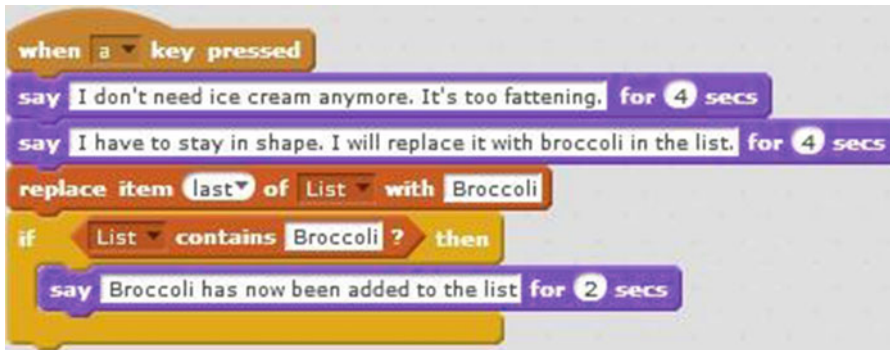 when a key pressed
say I don't need ice cream anymore. It's too fattening. for 4 secs
say I have to stay in shape. I will replace it with broccoli in the list. for 4 secs
replace item last of List with Broccoli
if List contains Broccoli ? then
say Broccoli has now been added to the list for 2 secs